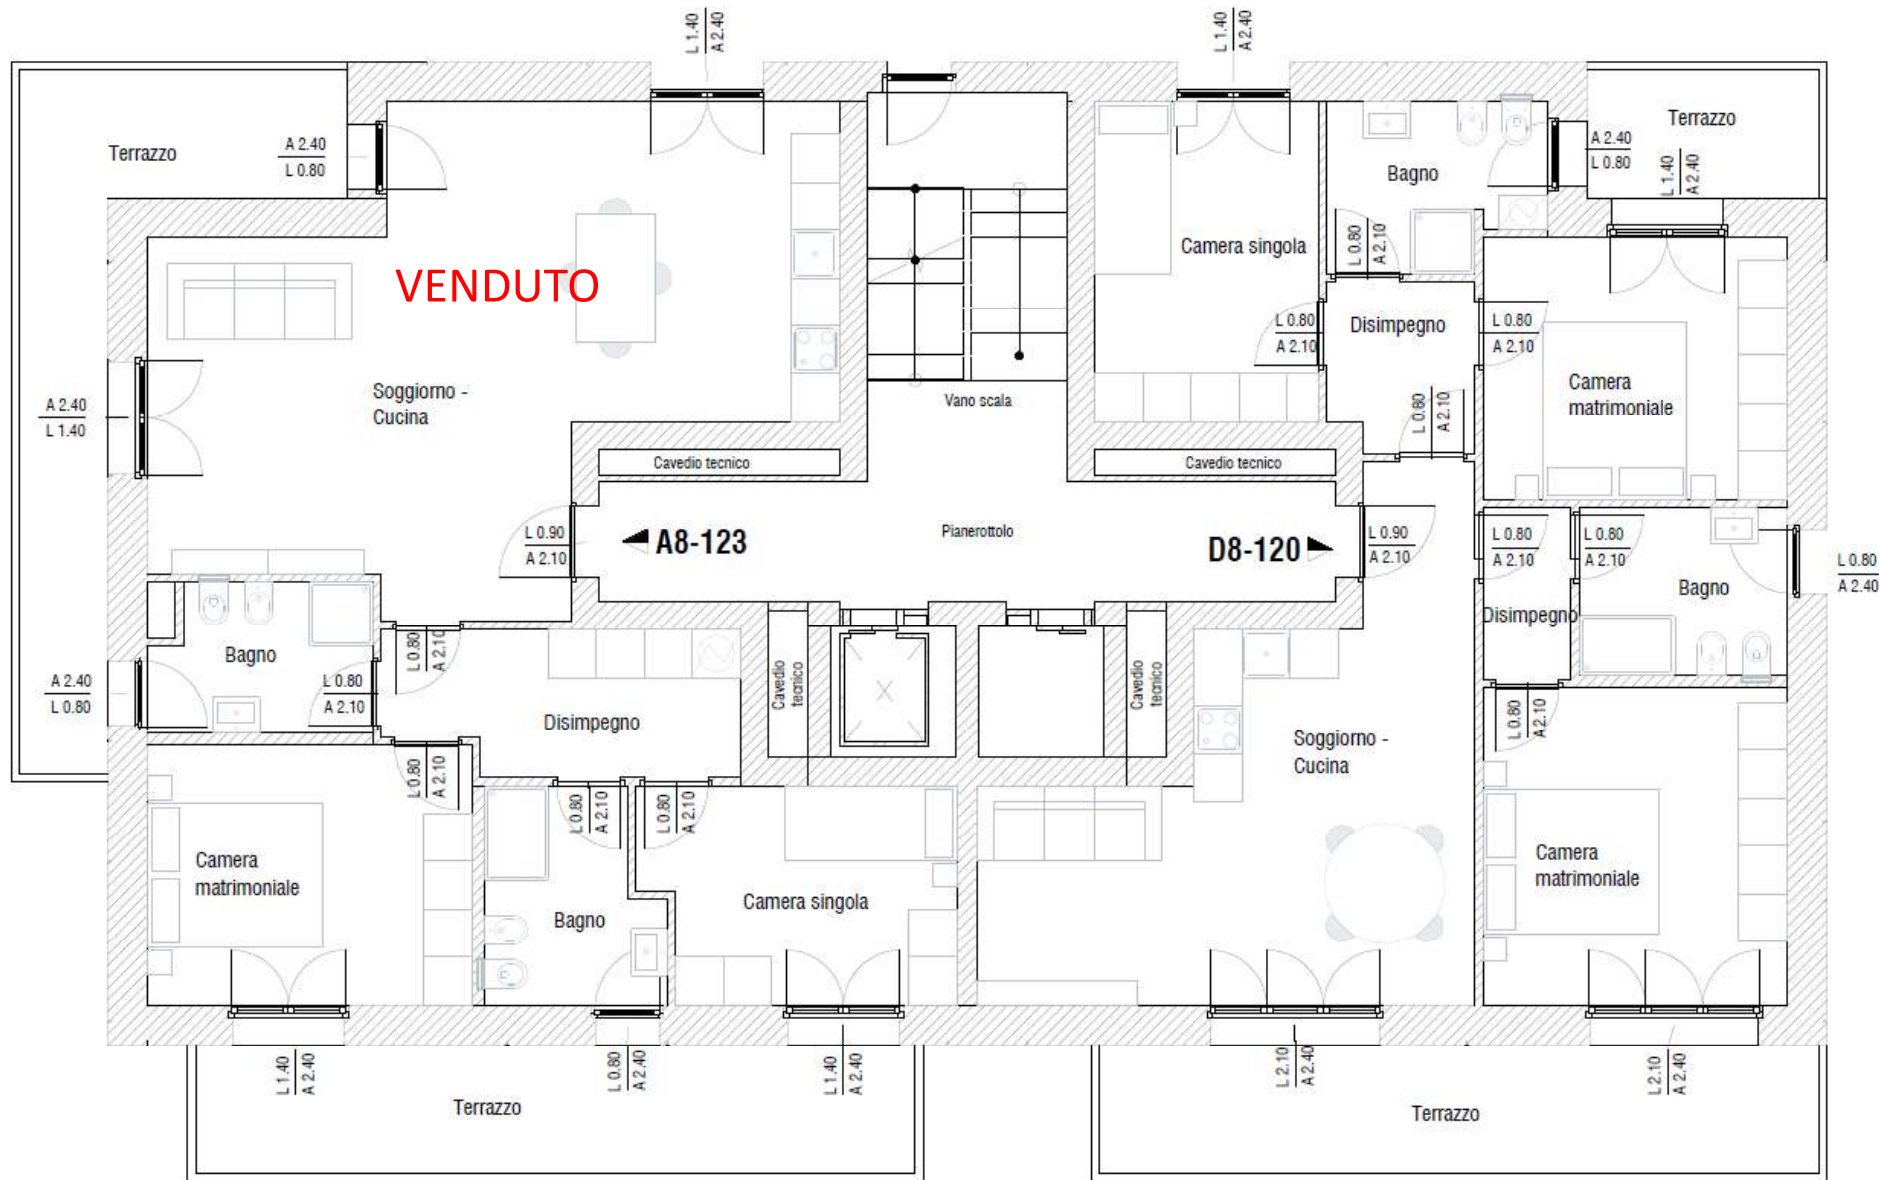 L 1.40
A 2.40
L 1.40
A 2.40
Terrazzo
A 2.40
L 0.80
Bagno
A 2.40
L 0.80
Terrazzo
L 1.40
A 2.40
VENDUTO
Camera singola
L 0.80
A 2.10
L 0.80
A 2.10
Disimpegno
L 0.80
A 2.10
A 2.40
L 1.40
Soggiorno -
Cucina
Vano scala
L 0.80
A 2.10
Camera
matrimoniale
Cavedio tecnico
Cavedio tecnico
L 0.90
A 2.10
A8-123
Pianerottolo
D8-120
L 0.90
A 2.10
L 0.80
A 2.10
L 0.80
A 2.10
L 0.80
A 2.40
Bagno
Disimpegno
Bagno
L 0.80
A 2.10
A 2.40
L 0.80
L 0.80
A 2.10
Disimpegno
Cavedio
tecnico
Cavedio
tecnico
Soggiorno -
Cucina
L 0.80
A 2.10
L 0.80
A 2.10
L 0.80
A 2.10
L 0.80
A 2.10
Camera
matrimoniale
Bagno
Camera singola
Camera
matrimoniale
L 1.40
A 2.40
L 0.80
A 2.40
L 1.40
A 2.40
L 2.10
A 2.40
L 2.10
A 2.40
Terrazzo
Terrazzo